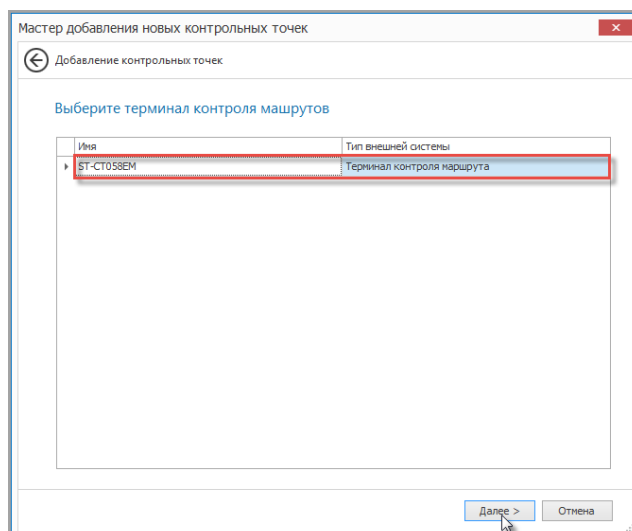 Мастер добавления новых контрольных точек
Добавление контрольных точек
Выберите терминал контроля машрутов
Имя Тип внешней системы
ST-CT058EM Терминал контроля маршрута
Далее > Отмена